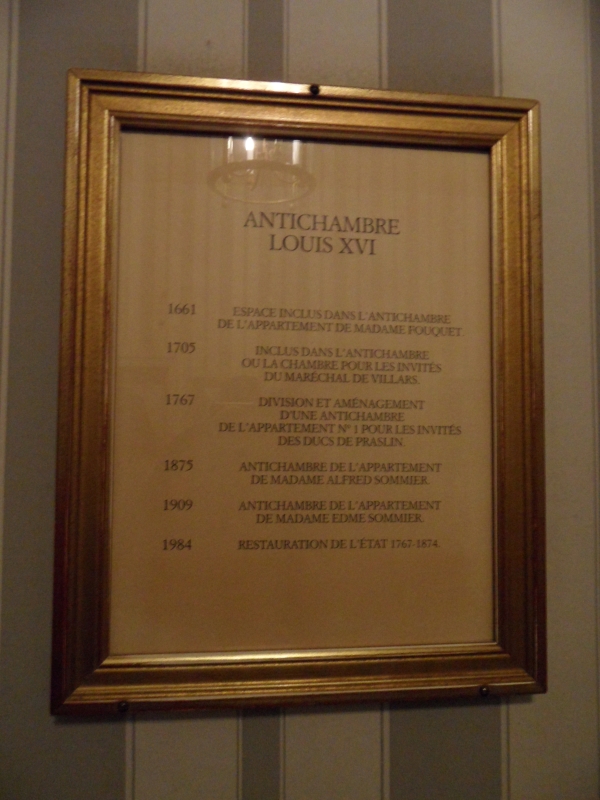 ANTICHAMBRE
LOUIS XVI
1661 ESPACE INCLUS DANS L'ANTICHAMBRE
DE L'APPARTEMENT DE MADAME FOUQUET
1705 INCLUS DANS L'ANTICHAMBRE
OU LA CHAMBRE POUR LES INVITÉS
DU MARÉCHAL DE VILLARS.
1767 DIVISION ET AMÉNAGEMENT
D'UNE ANTICHAMBRE
DE L'APPARTEMENT N° 1 POUR LES INVITÉS
DES DUCS DE PRASLIN.
1875 ANTICHAMBRE DE L'APPARTEMENT
DE MADAME ALFRED SOMMIER.
1909 ANTICHAMBRE DE L'APPARTEMENT
DE MADAME EDME SOMMIER.
1984 RESTAURATION DE L'ÉTAT 1767-1874.